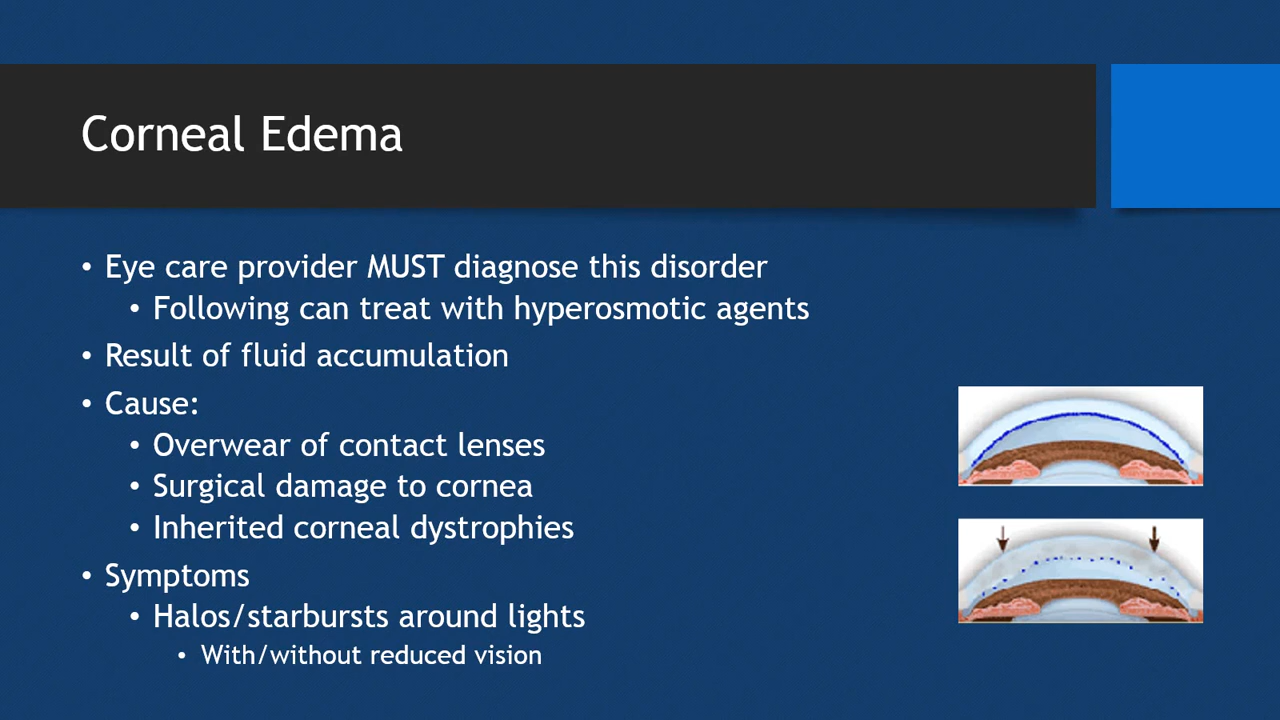 Corneal Edema
• Eye care provider MUST diagnose this disorder
• Following can treat with hyperosmotic agents
• Result of fluid accumulation
• Cause:
• Overwear of contact lenses
• Surgical damage to cornea
• Inherited corneal dystrophies
• Symptoms
• Halos/starbursts around lights
• With/without reduced vision